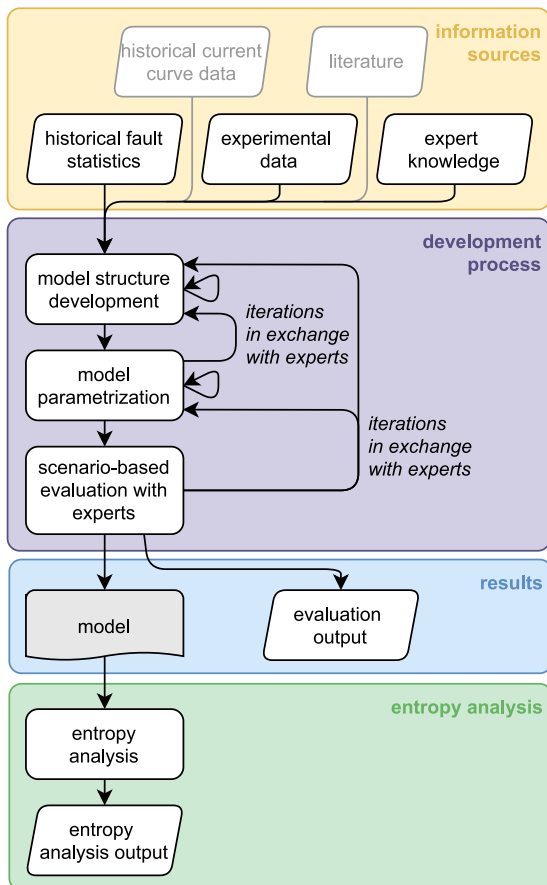 information
sources
historical current
curve data
literature
historical fault
statistics
experimental
data
expert
knowledge
development
process
model structure
development
iterations
in exchange
with experts
model
parametrization
iterations
in exchange
with experts
scenario-based
evaluation with
experts
results
model
evaluation
output
entropy analysis
entropy
analysis
entropy
analysis output